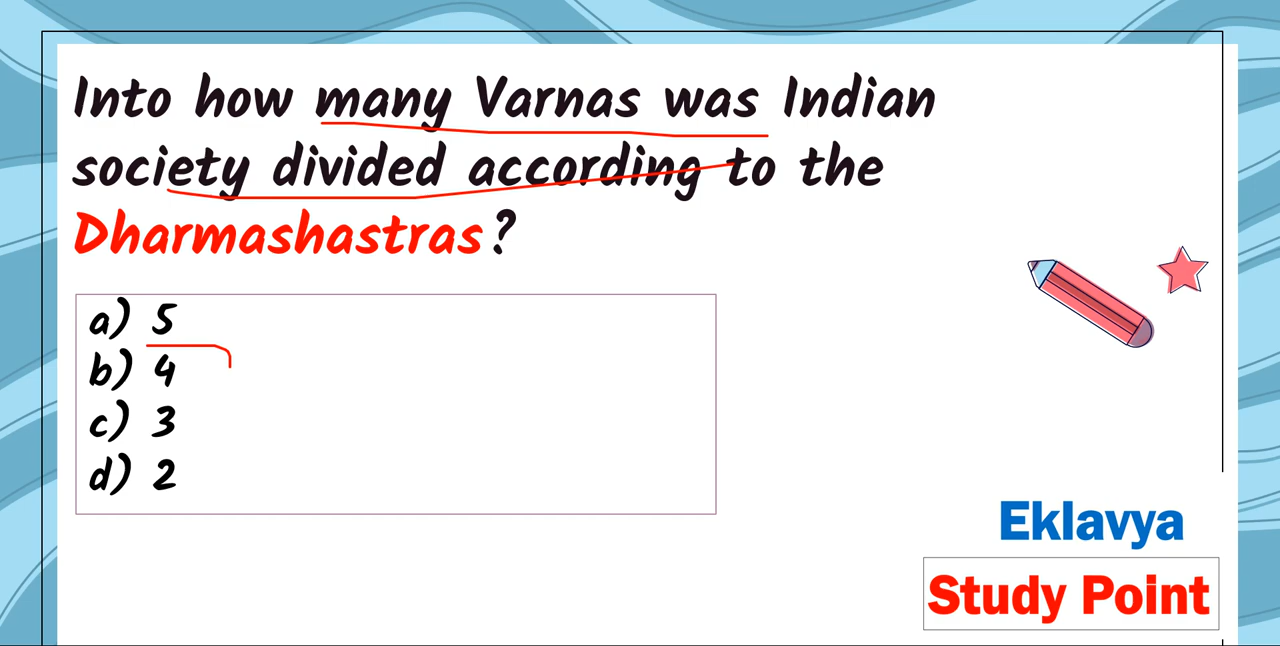 Into how many Varnas was Indian
society divided according to the
Dharmashastras?
a) 5
b) 4
c) 3
d) 2
Eklavya
Study Point